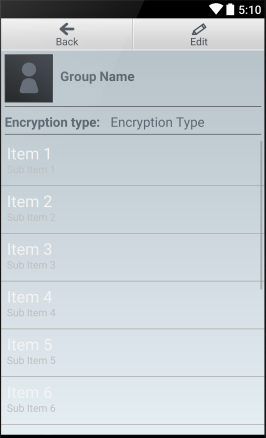 5:10
Back
Edit
Group Name
Encryption type: Encryption Type
Item 1
Sub Item 1
Item 2
Sub Item 2
Item 3
Sub Item 3
Item 4
Sub Item 4
Item 5
Sub Item 5
Item 6
Sub Item 6